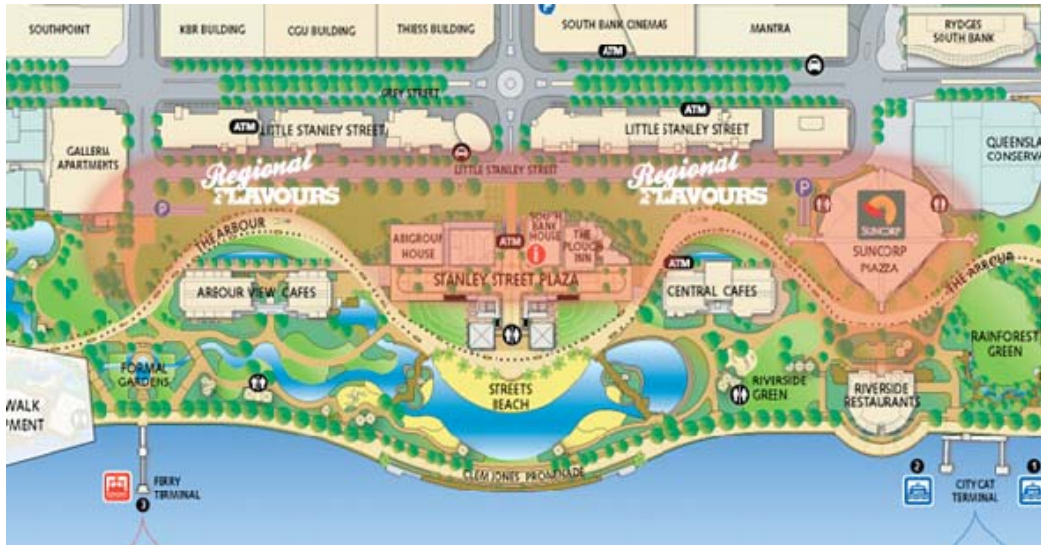 SOUTHPOINT
KBR BUILDING
CGU BUILDING
THIESS BUILDING
SOUTH BANK CINEMAS
ATM
MANTRA
RYDGES
SOUTH BANK
GREY STREET
GALLERIA
APARTMENTS
ATM
LITTLE STANLEY STREET
ATM
LITTLE STANLEY STREET
QUEENSLA
CONSERVA
LITTLE STANLEY STREET
Regional
FLAVOURS
Regional
FLAVOURS
P
P
THE ARBOUR
ABIGROUP
HOUSE
ATM
SOUTH
BANK
HOUSE
i
THE
PLOUGH
INN
STANLEY STREET PLAZA
SUNCORP
SUNCORP
PIAZZA
THE ARBOUR
ARBOUR VIEW CAFES
ATM
CENTRAL CAFES
FORMAL
GARDENS
STREETS
BEACH
RIVERSIDE
GREEN
RIVERSIDE
RESTAURANTS
RAINFOREST
GREEN
WALK
PMENT
CLEM JONES PROMENADE
FERRY
TERMINAL
3
2
CITY CAT
TERMINAL
1